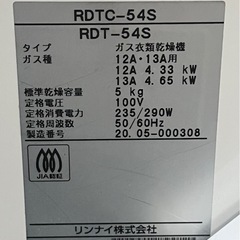 RDTC-54S
RDT-54S
タイプ ガス衣類乾燥機
ガス種 12A・13A用
12A 4.33 kW
13A 4.65 kW
標準乾燥容量 5 kg
定格電圧 100V
定格消費電力 235/290W
定格周波数 50/60Hz
製造番号 20.05-000308
JIA認証
リンナイ株式会社